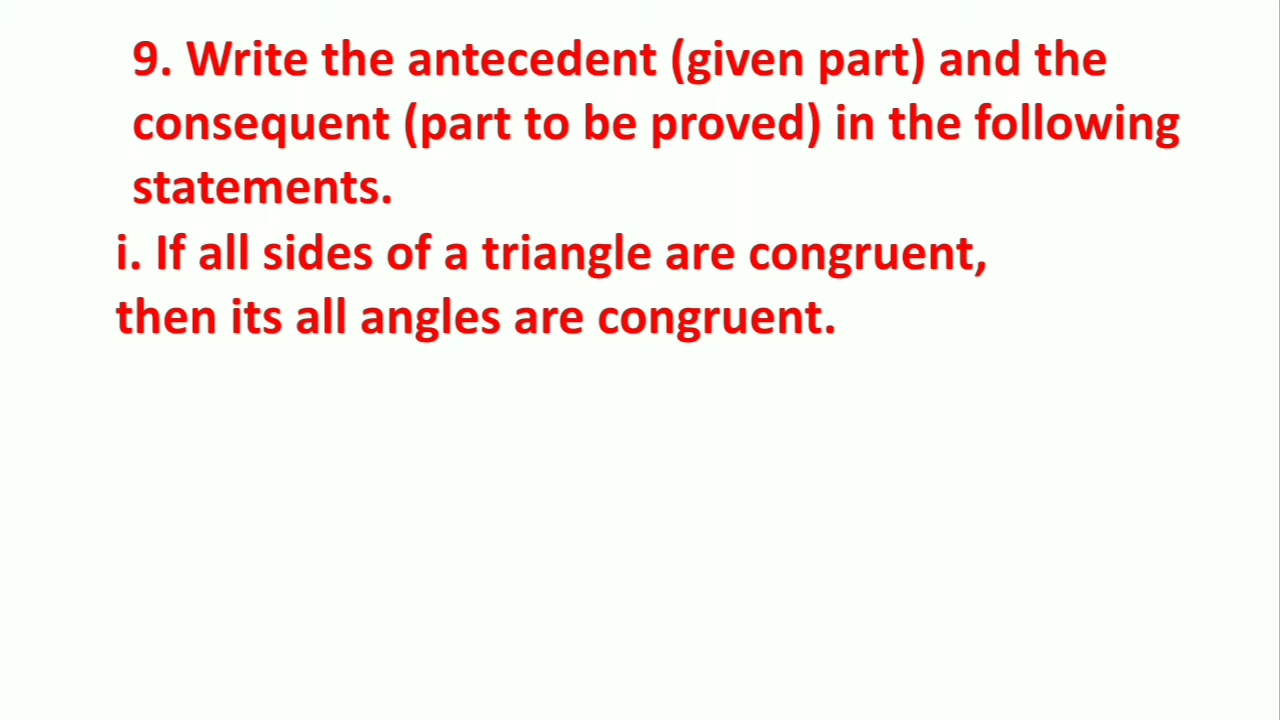 9. Write the antecedent (given part) and the
consequent (part to be proved) in the following
statements.
i. If all sides of a triangle are congruent,
then its all angles are congruent.